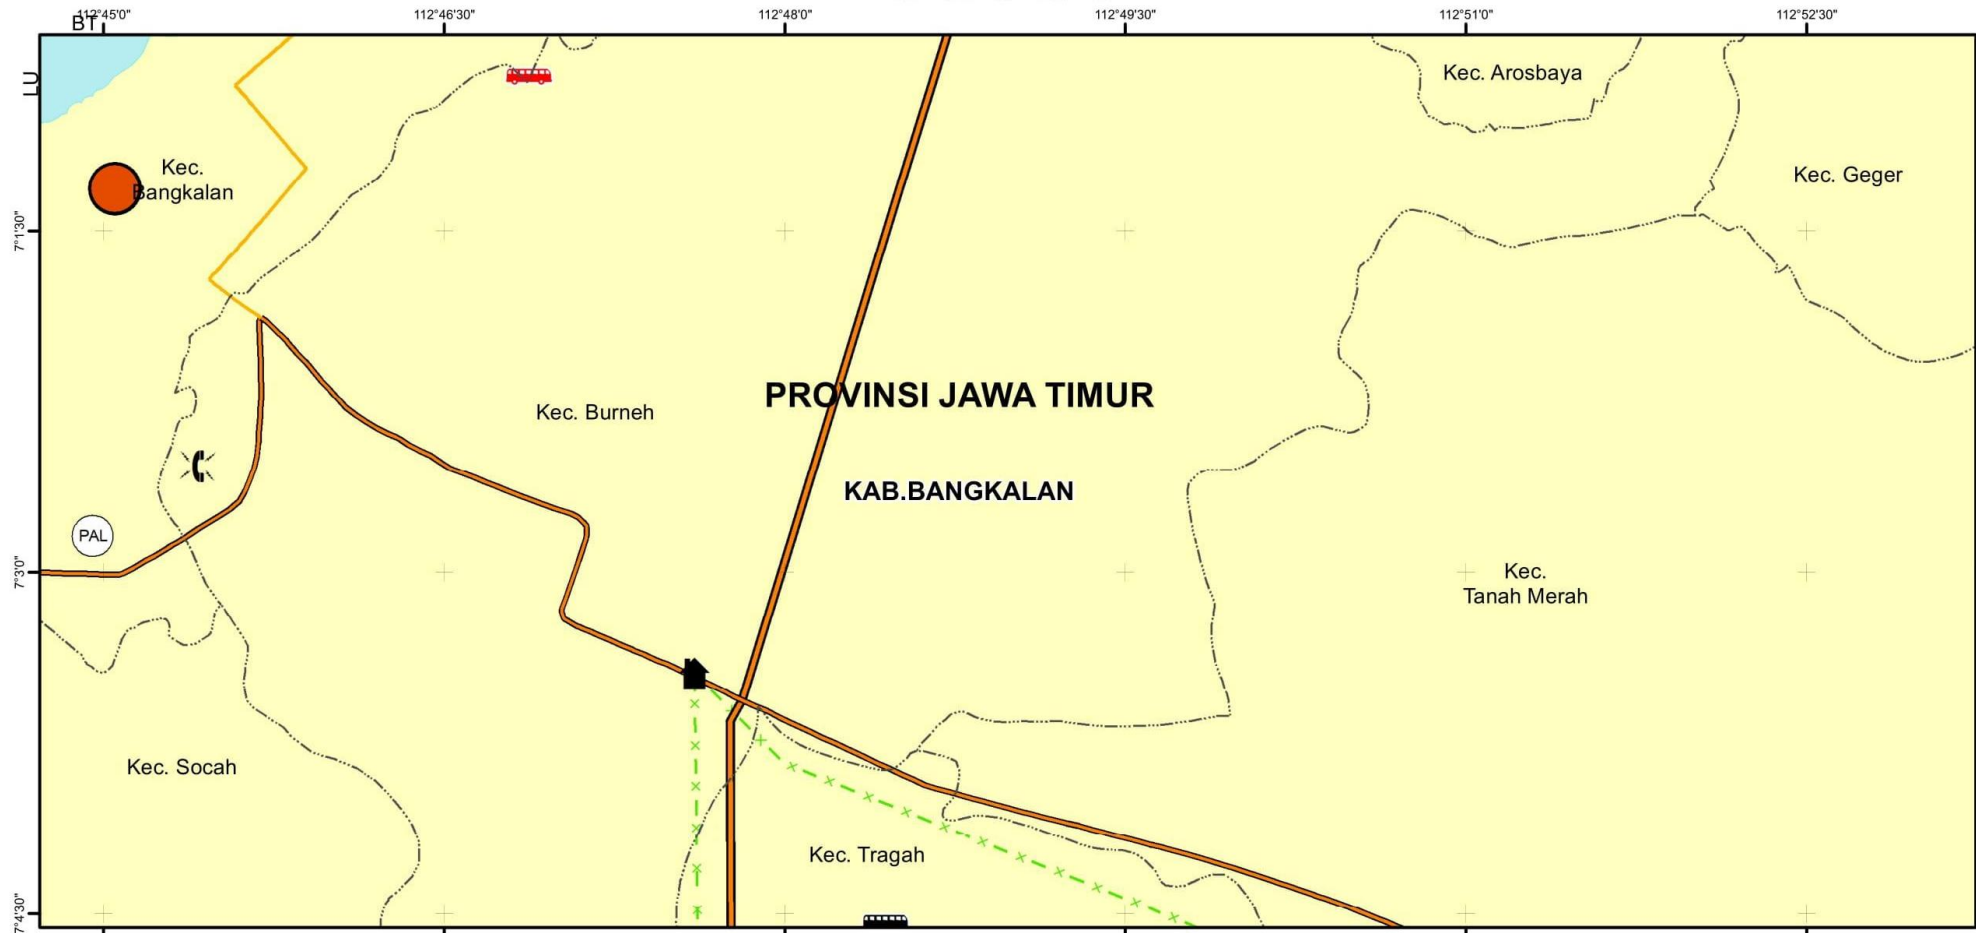 BT
112°45'0"
112°46'30"
112°48'0"
112°49'30"
112°51'0"
112°52'30"
LU
Kec. Arosbaya
Kec.
Bangkalan
Kec. Geger
7°1'30"
PROVINSI JAWA TIMUR
Kec. Burneh
KAB.BANGKALAN
PAL
7°3'0"
Kec.
Tanah Merah
Kec. Socah
Kec. Tragah
7°4'30"